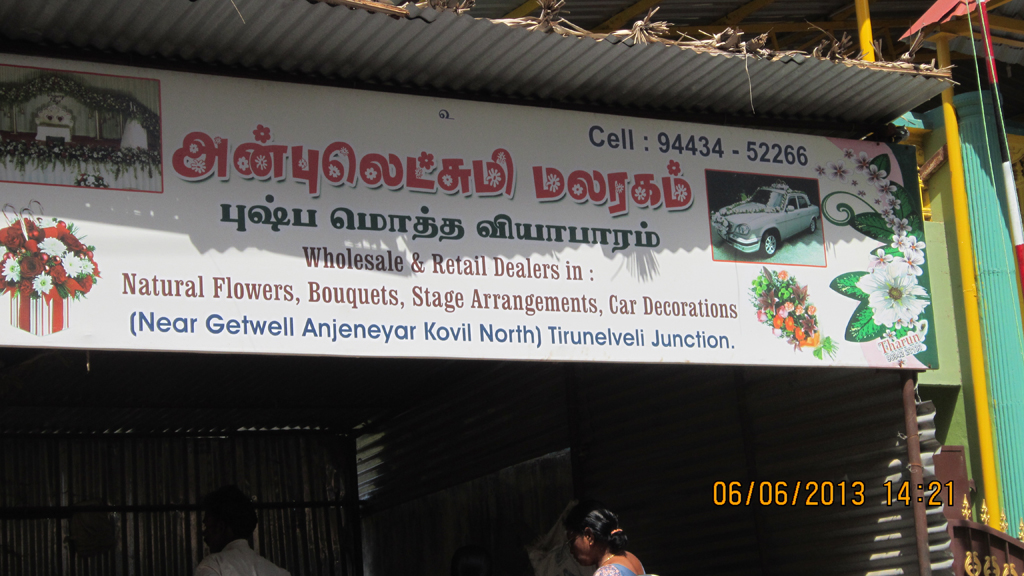 உ
Cell : 94434 - 52266
அன்புலெட்சுமி மலரகம்
புஷ்ப மொத்த வியாபாரம்
Wholesale & Retail Dealers in :
Natural Flowers, Bouquets, Stage Arrangements, Car Decorations
(Near Getwell Anjeneyar Kovil North) Tirunelveli Junction.
Tharun
06/06/2013 14:21